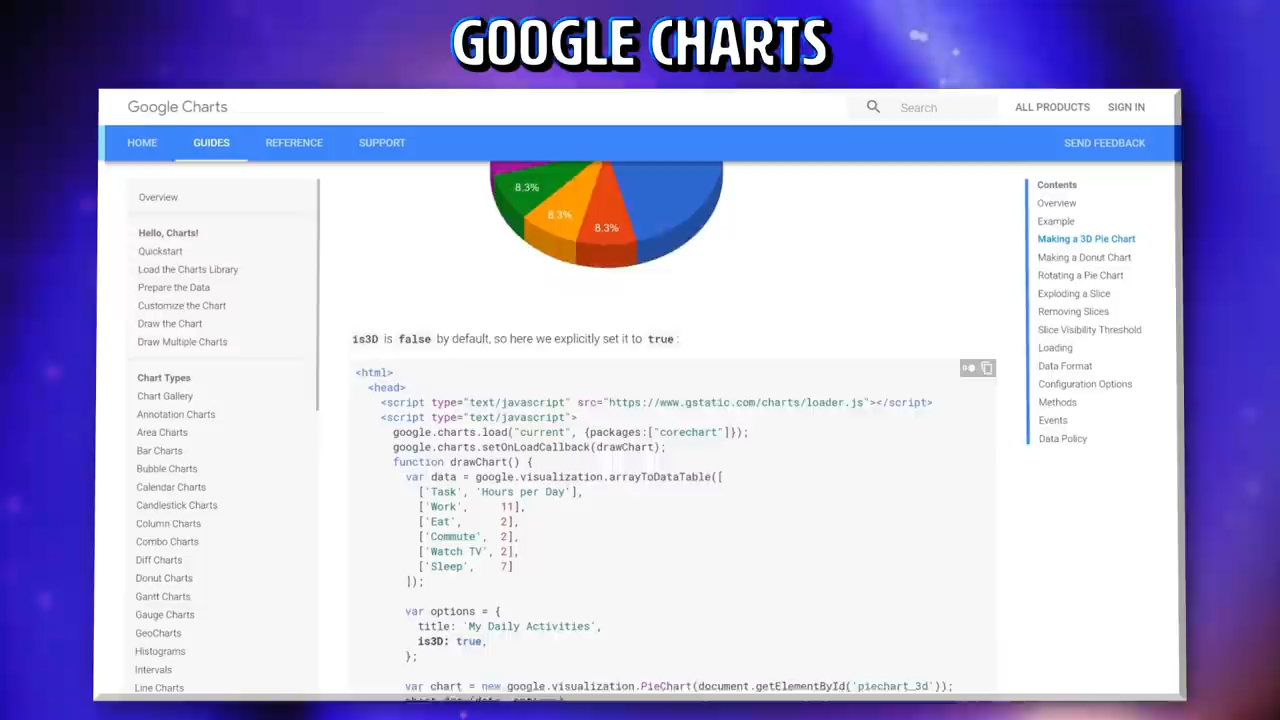 GOOGLE CHARTS
Google Charts
Search
ALL PRODUCTS
SIGN IN
HOME
GUIDES
REFERENCE
SUPPORT
SEND FEEDBACK
Overview
Hello, Charts!
Quickstart
Load the Charts Library
Prepare the Data
Customize the Chart
Draw the Chart
Draw Multiple Charts
Chart Types
Chart Gallery
Annotation Charts
Area Charts
Bar Charts
Bubble Charts
Calendar Charts
Candlestick Charts
Column Charts
Combo Charts
Diff Charts
Donut Charts
Gantt Charts
Gauge Charts
GeoCharts
Histograms
Intervals
Line Charts
8.3%
8.3%
8.3%
is3D is false by default, so here we explicitly set it to true:
<html>
<head>
<script type="text/javascript" src="https://www.gstatic.com/charts/loader.js"></script>
<script type="text/javascript">
google.charts.load("current", {packages:["corechart"]});
google.charts.setOnLoadCallback(drawChart);
function drawChart() {
var data = google.visualization.arrayToDataTable([
['Task', 'Hours per Day'],
['Work', 11],
['Eat', 2],
['Commute', 2],
['Watch TV', 2],
['Sleep', 7]
]);
var options = {
title: 'My Daily Activities',
is3D: true,
};
var chart = new google.visualization.PieChart(document.getElementById('piechart_3d'));
Contents
Overview
Example
Making a 3D Pie Chart
Making a Donut Chart
Rotating a Pie Chart
Exploding a Slice
Removing Slices
Slice Visibility Threshold
Loading
Data Format
Configuration Options
Methods
Events
Data Policy